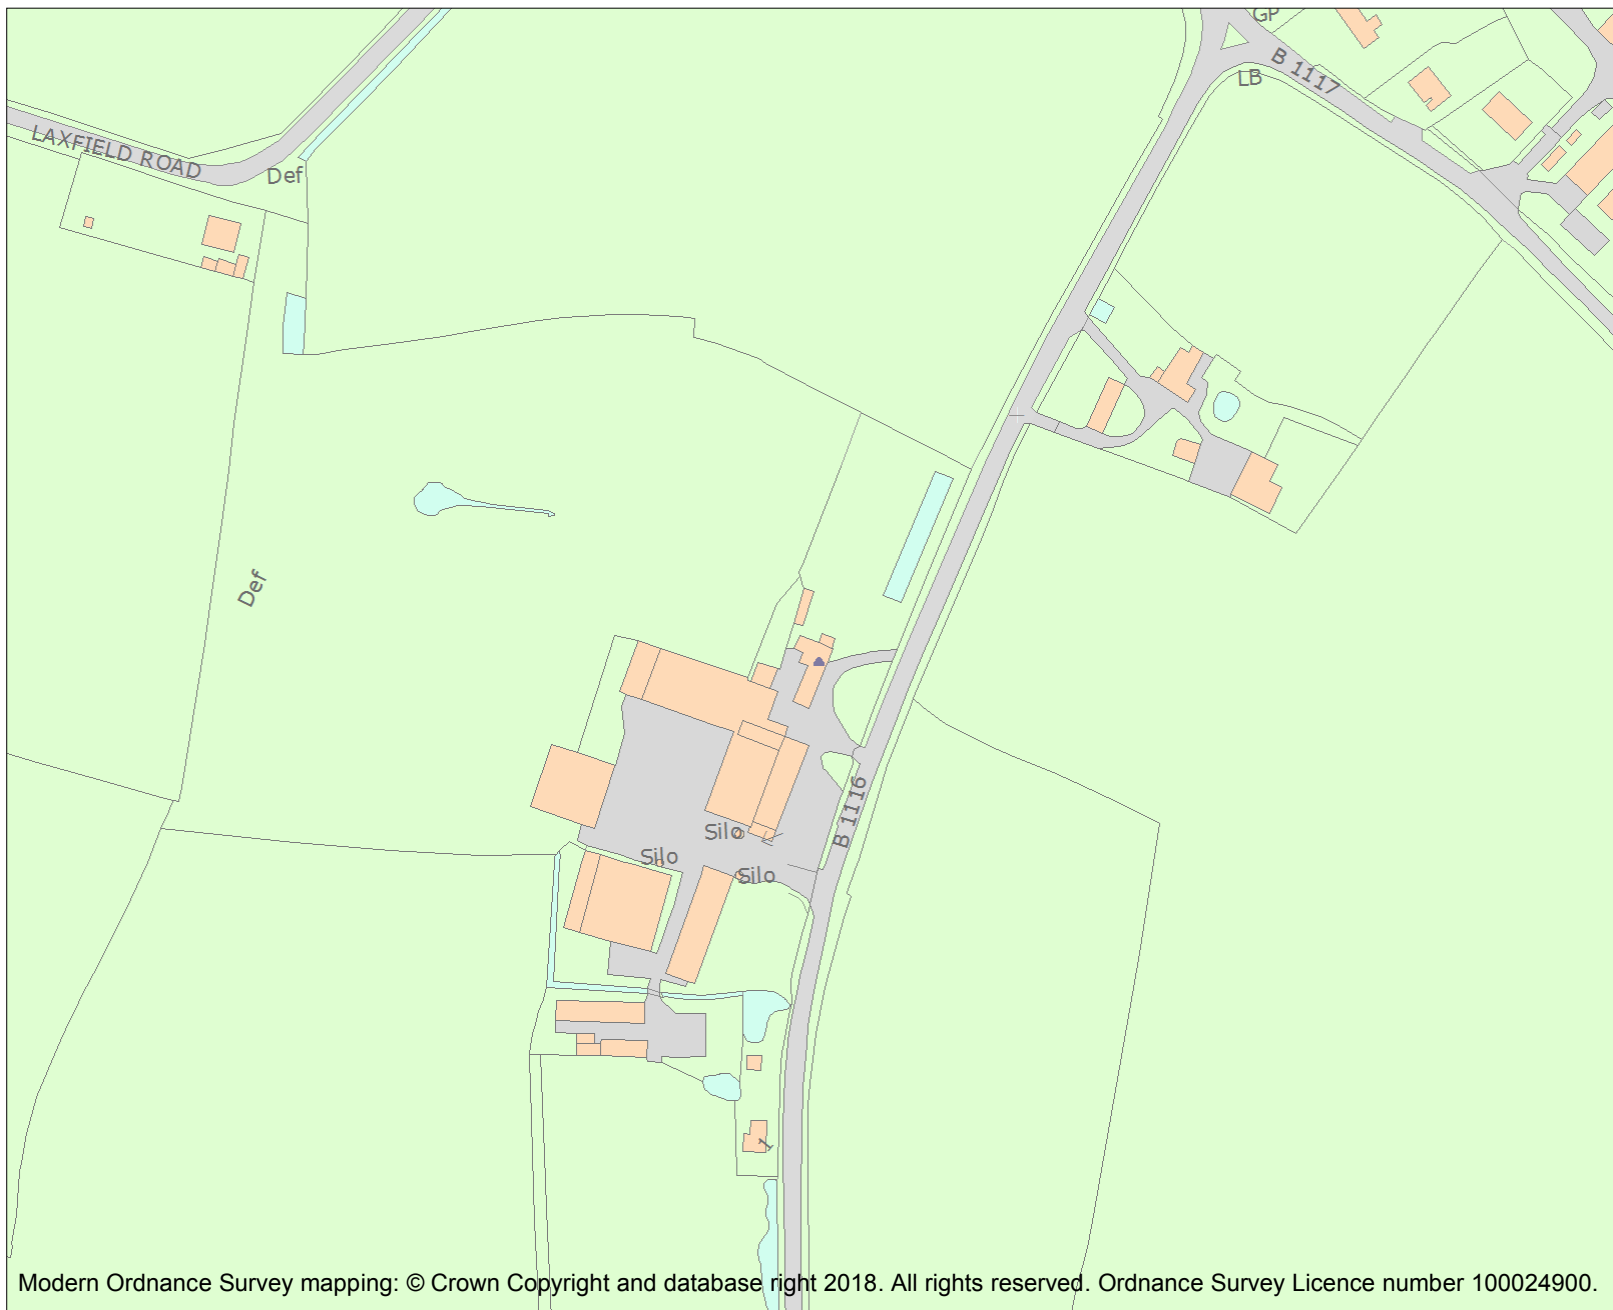 GP
B 1117
LB
LAXFIELD ROAD
Def
Def
B 1116
Silo
Silo
Silo
1
Modern Ordnance Survey mapping: © Crown Copyright and database right 2018. All rights reserved. Ordnance Survey Licence number 100024900.